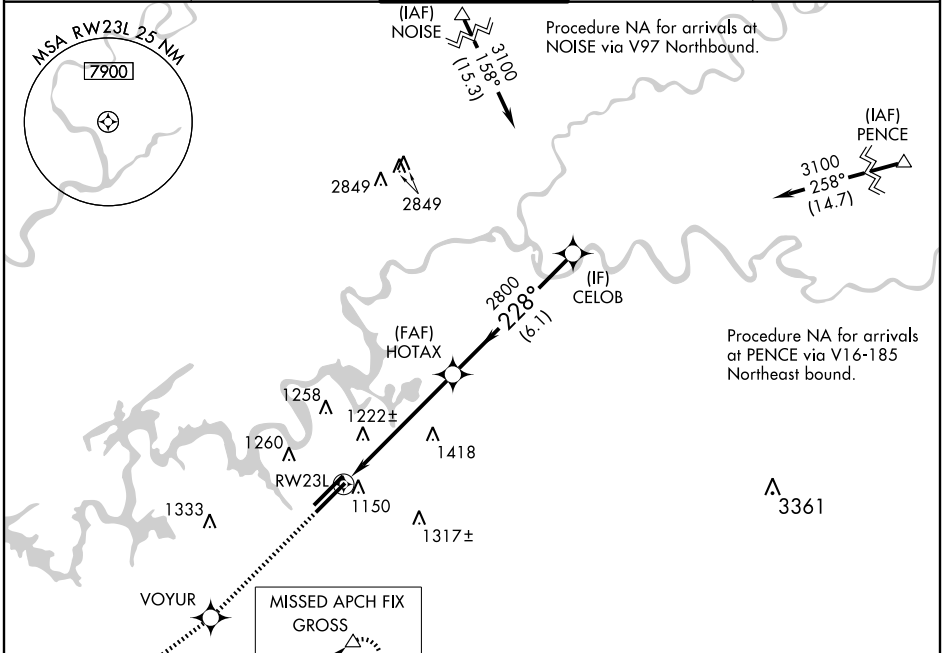 MSA RW23L 25 NM
7900
(IAF)
NOISE
3100
158°
(15.3)
Procedure NA for arrivals at
NOISE via V97 Northbound.
(IAF)
PENCE
3100
258°
(14.7)
2849
2849
(IF)
CELOB
2800
228°
(6.1)
(FAF)
HOTAX
Procedure NA for arrivals
at PENCE via V16-185
Northeast bound.
1258
1222±
1260
1418
RW23L
1150
3361
1333
1317±
VOYUR
MISSED APCH FIX
GROSS